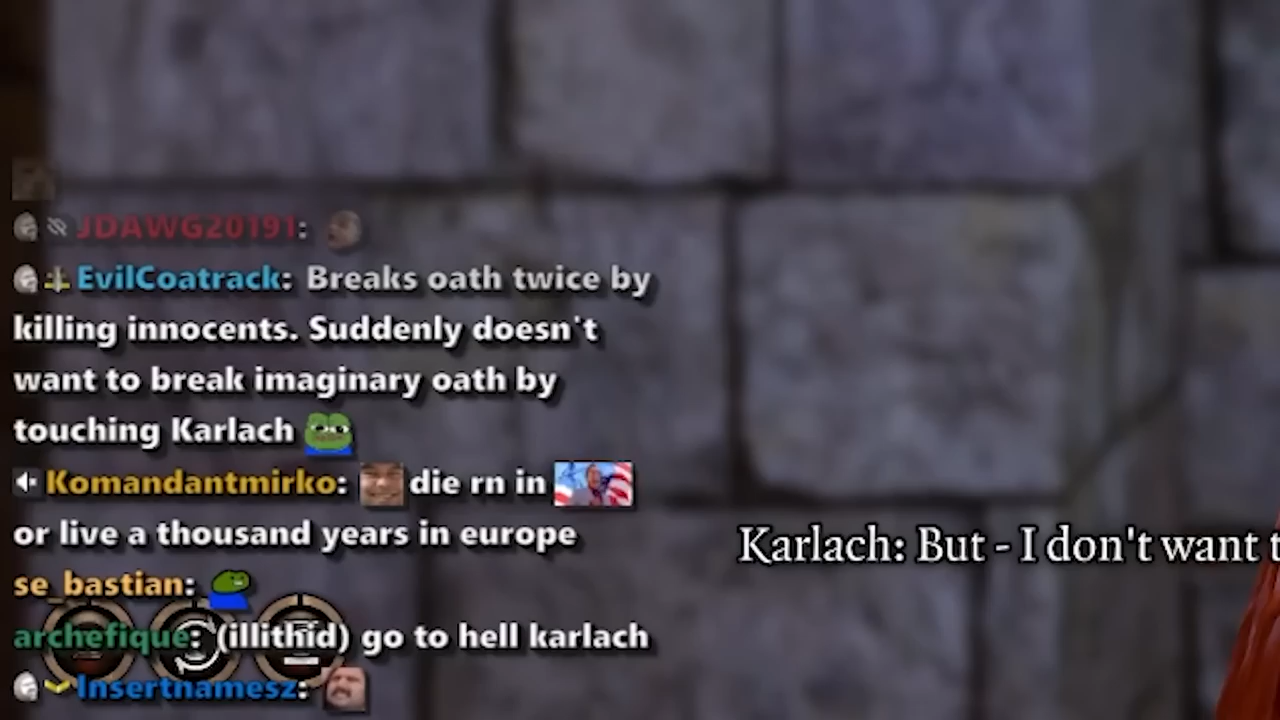 JDAWG20191:
EvilCoatrack: Breaks oath twice by
killing innocents. Suddenly doesn't
want to break imaginary oath by
touching Karlach
Komandantmirko: die rn in
or live a thousand years in europe
Karlach: But - I don't want t
se_bastian:
archefique: (illithid) go to hell karlach
Insertnamesz: